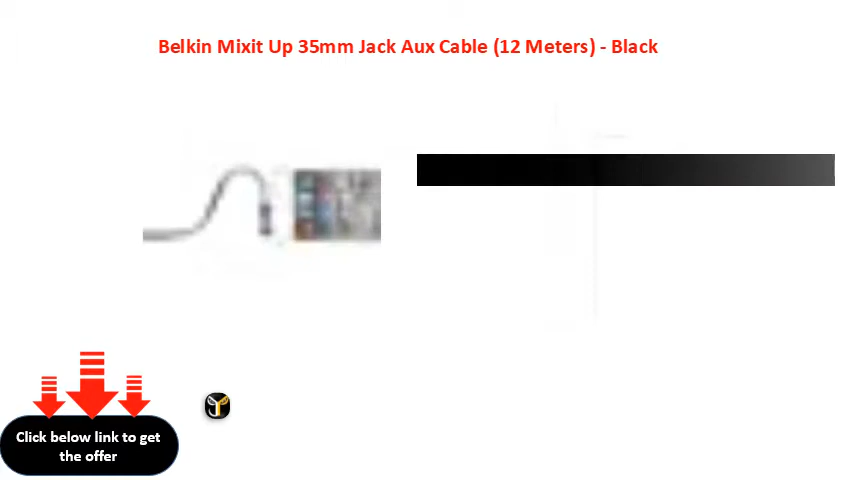 Belkin Mixit Up 35mm Jack Aux Cable (12 Meters) - Black
Click below link to get
the offer